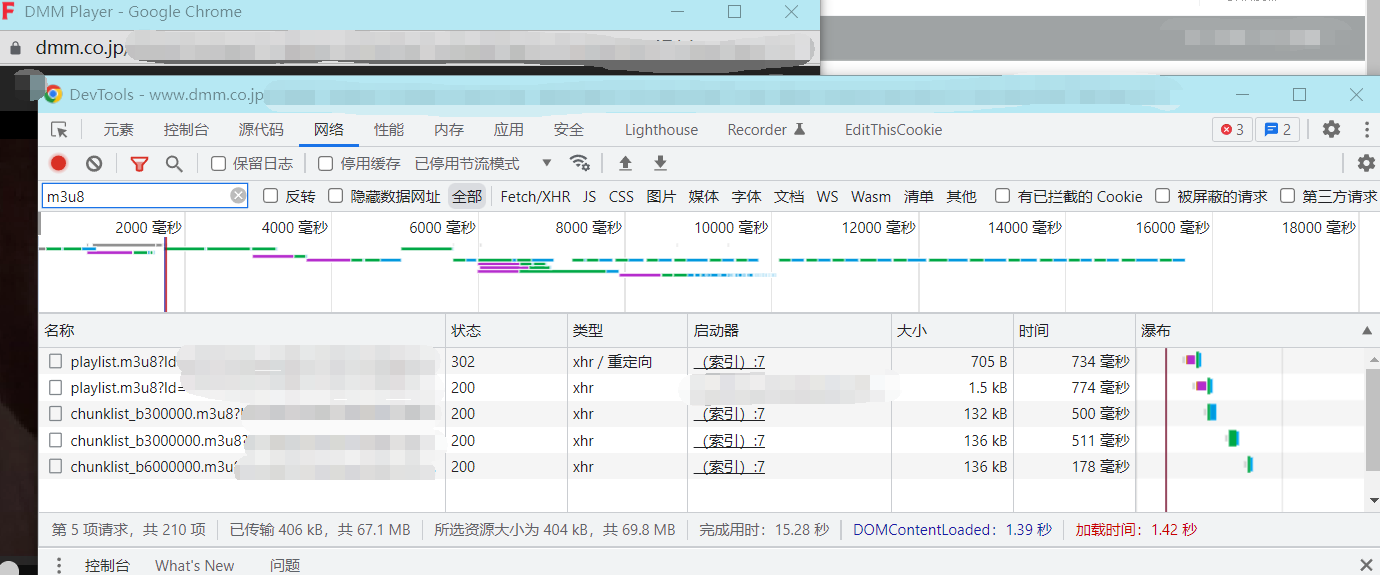 DMM Player - Google Chrome
dmm.co.jp/
DevTools - www.dmm.co.jp
元素 控制台 源代码 网络 性能 内存 应用 安全 Lighthouse Recorder EditThisCookie 3 2
保留日志 停用缓存 已停用节流模式
m3u8 反转 隐藏数据网址 全部 Fetch/XHR JS CSS 图片 媒体 字体 文档 WS Wasm 清单 其他 有已拦截的 Cookie 被屏蔽的请求 第三方请求
2000 毫秒 4000 毫秒 6000 毫秒 8000 毫秒 10000 毫秒 12000 毫秒 14000 毫秒 16000 毫秒 18000 毫秒
名称 状态 类型 启动器 大小 时间 瀑布
playlist.m3u8?Id 302 xhr / 重定向 （索引）:7 705 B 734 毫秒
playlist.m3u8?Id= 200 xhr 1.5 kB 774 毫秒
chunklist_b300000.m3u8? 200 xhr （索引）:7 132 kB 500 毫秒
chunklist_b3000000.m3u8? 200 xhr （索引）:7 136 kB 511 毫秒
chunklist_b6000000.m3u8 200 xhr （索引）:7 136 kB 178 毫秒
第 5 项请求，共 210 项 已传输 406 kB，共 67.1 MB 所选资源大小为 404 kB，共 69.8 MB 完成用时：15.28 秒 DOMContentLoaded：1.39 秒 加载时间：1.42 秒
控制台 What's New 问题